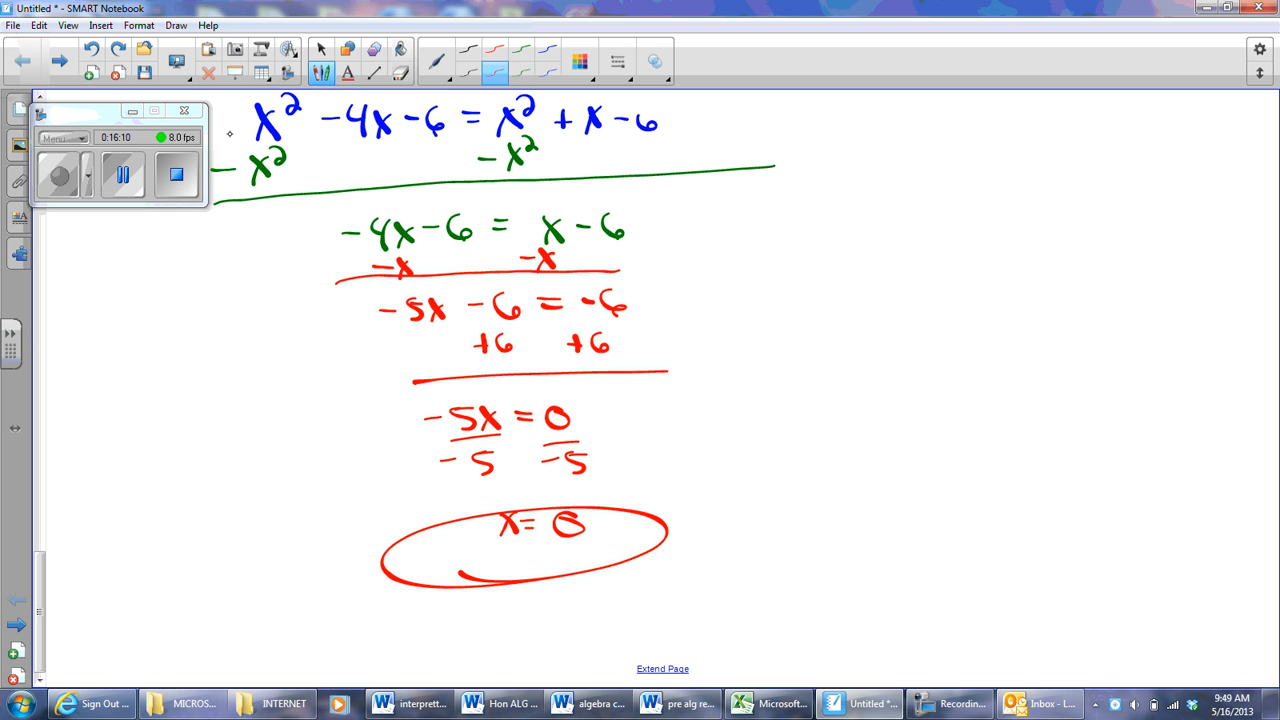 Untitled * - SMART Notebook
File Edit View Insert Format Tools Draw Help
x² - 4x - 6 = x² + x - 6
- x² - x²
-4x - 6 = x - 6
-x -x
-5x - 6 = -6
+6 +6
-5x = 0
-5 -5
x = 0
0:16:10 8.0 fps
Menu
Extend Page
Sign Out ... MICROS... INTERNET interprett... Hon ALG ... algebra c... pre alg re... Microsoft... Untitled *... Recordin... Inbox - L...
9:49 AM
5/16/2013